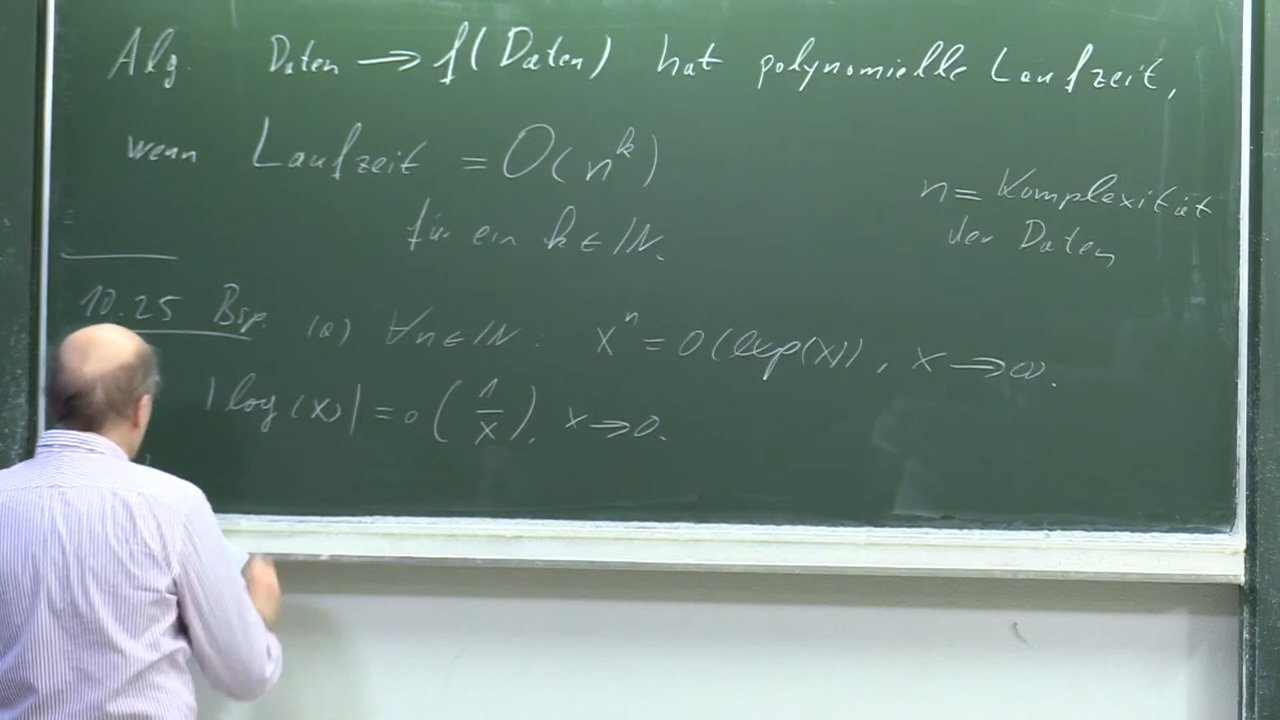 Alg. Daten → f(Daten) hat polynomielle Laufzeit,
wenn Laufzeit = O(n^k)
für ein k ∈ ℕ.
n = Komplexität
der Daten
10.25 Bsp. (a) ∀n∈ℕ: x^n = o(exp(x)), x → ∞.
|log(x)| = o(1/x), x → 0.